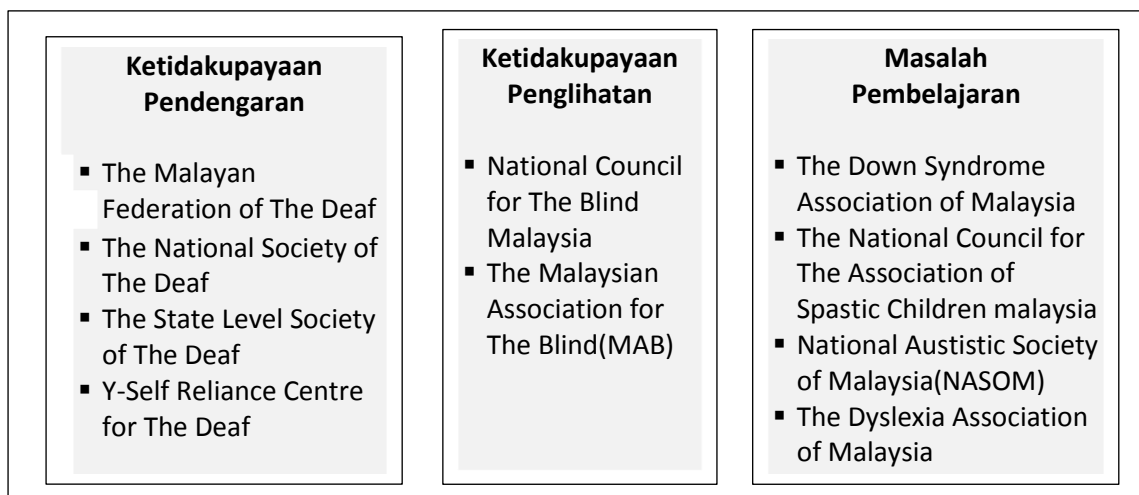 Ketidakupayaan
Pendengaran
▪ The Malayan
Federation of The Deaf
▪ The National Society of
The Deaf
▪ The State Level Society
of The Deaf
▪ Y-Self Reliance Centre
for The Deaf
Ketidakupayaan
Penglihatan
▪ National Council
for The Blind
Malaysia
▪ The Malaysian
Association for
The Blind(MAB)
Masalah
Pembelajaran
▪ The Down Syndrome
Association of Malaysia
▪ The National Council for
The Association of
Spastic Children malaysia
▪ National Austistic Society
of Malaysia(NASOM)
▪ The Dyslexia Association
of Malaysia